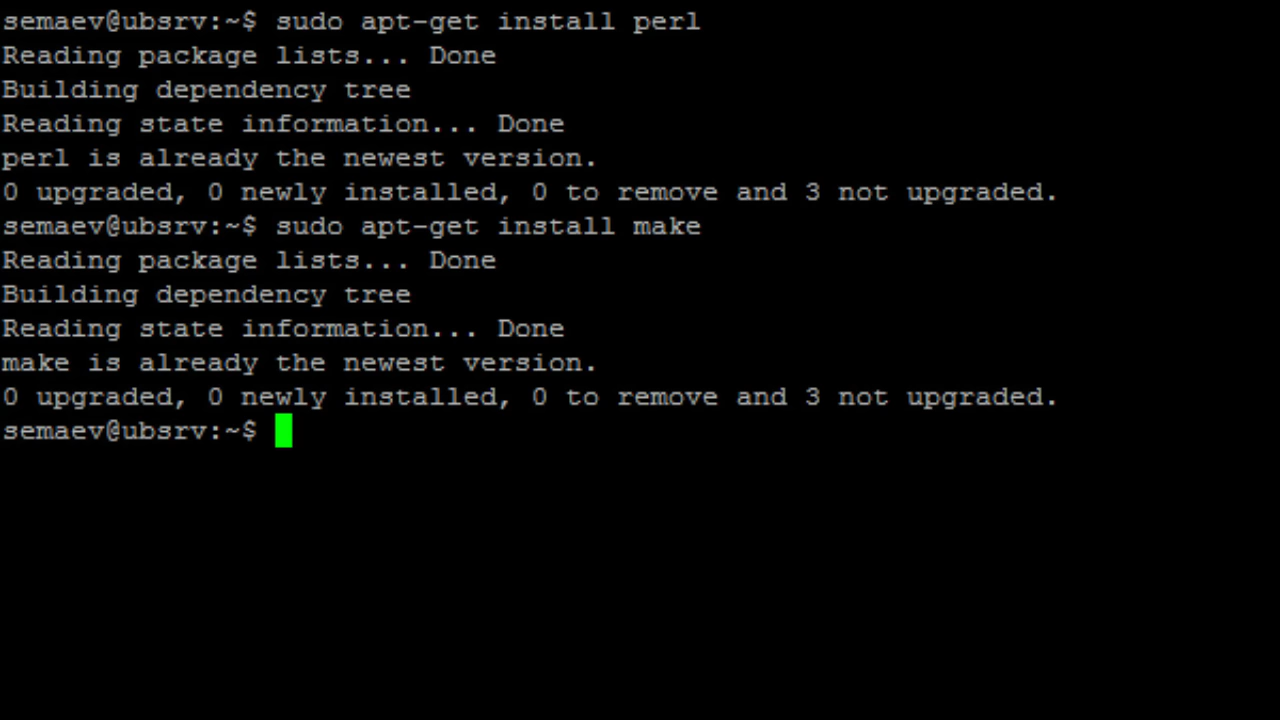 semaev@ubsrv:~$ sudo apt-get install perl
Reading package lists... Done
Building dependency tree
Reading state information... Done
perl is already the newest version.
0 upgraded, 0 newly installed, 0 to remove and 3 not upgraded.
semaev@ubsrv:~$ sudo apt-get install make
Reading package lists... Done
Building dependency tree
Reading state information... Done
make is already the newest version.
0 upgraded, 0 newly installed, 0 to remove and 3 not upgraded.
semaev@ubsrv:~$